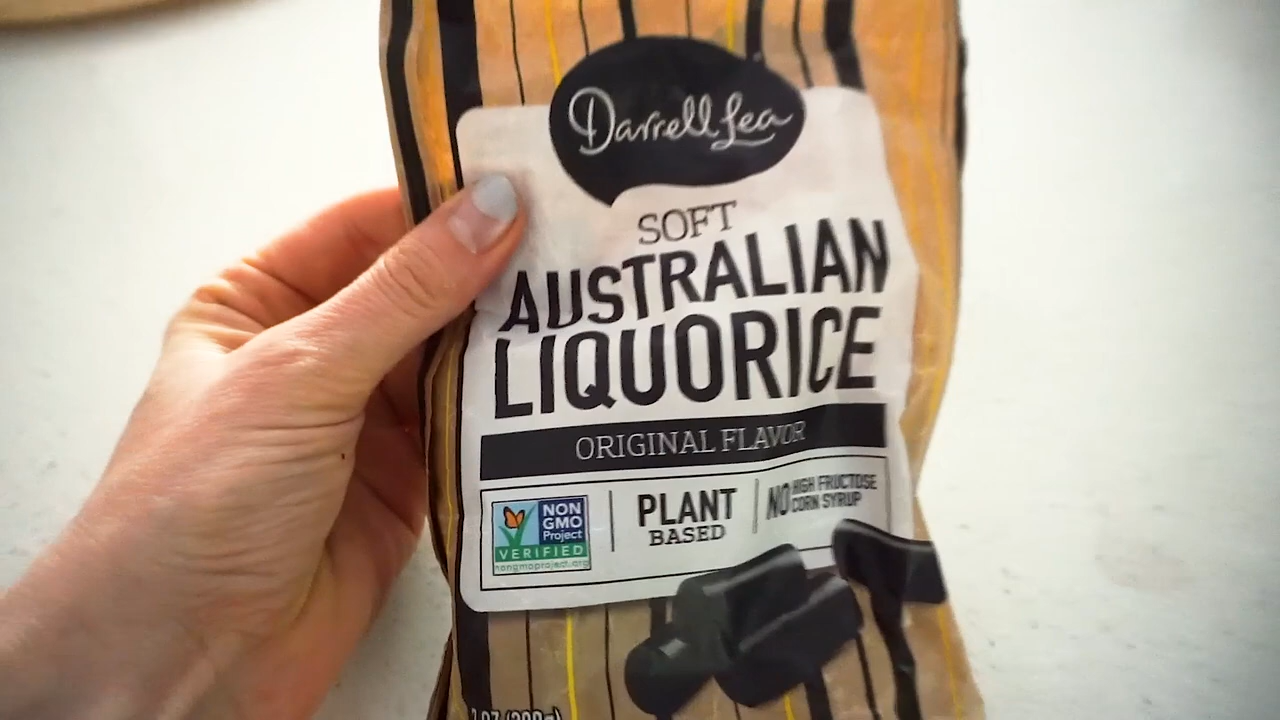 Darrell Lea
SOFT
AUSTRALIAN
LIQUORICE
ORIGINAL FLAVOR
NON
GMO
Project
VERIFIED
nongmoproject.org
PLANT
BASED
NO HIGH FRUCTOSE
CORN SYRUP